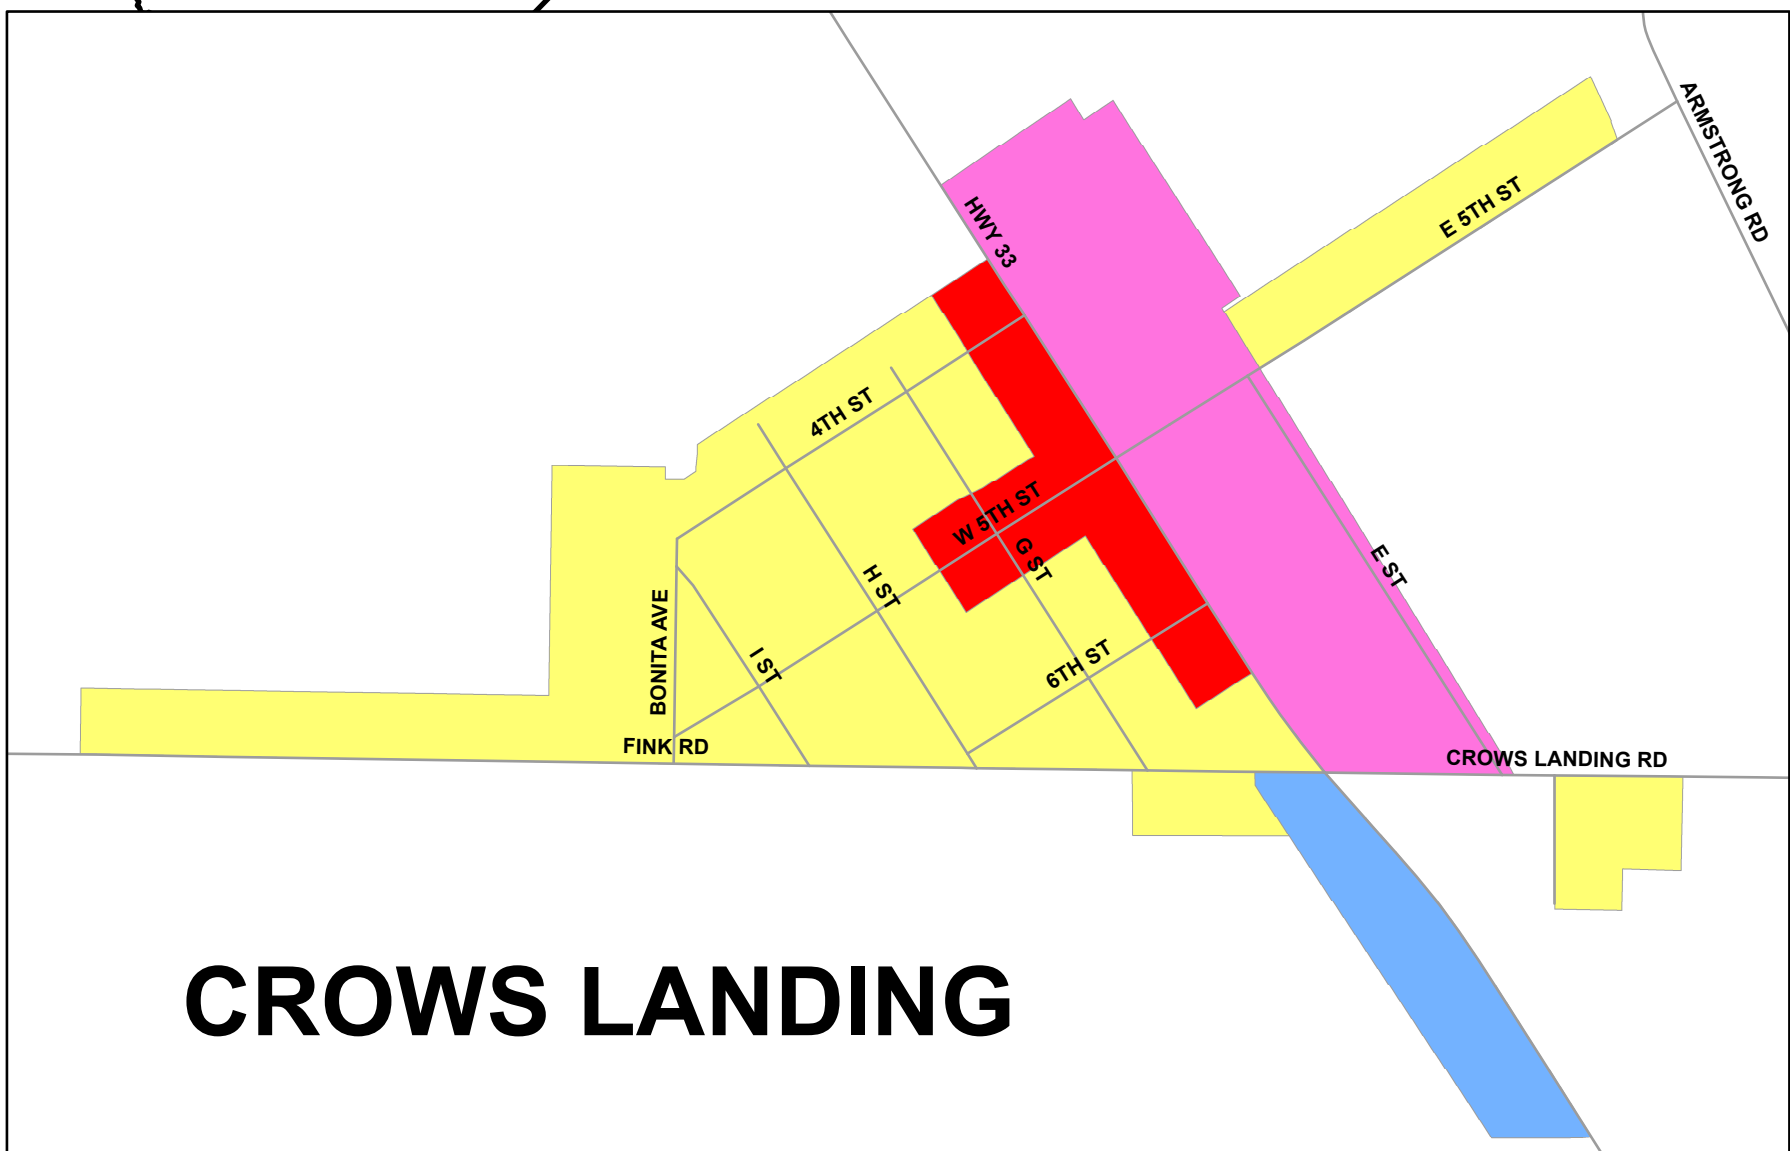 ARMSTRONG RD
E 5TH ST
HWY 33
4TH ST
W 5TH ST
G ST
H ST
E ST
BONITA AVE
I ST
6TH ST
FINK RD
CROWS LANDING RD
CROWS LANDING